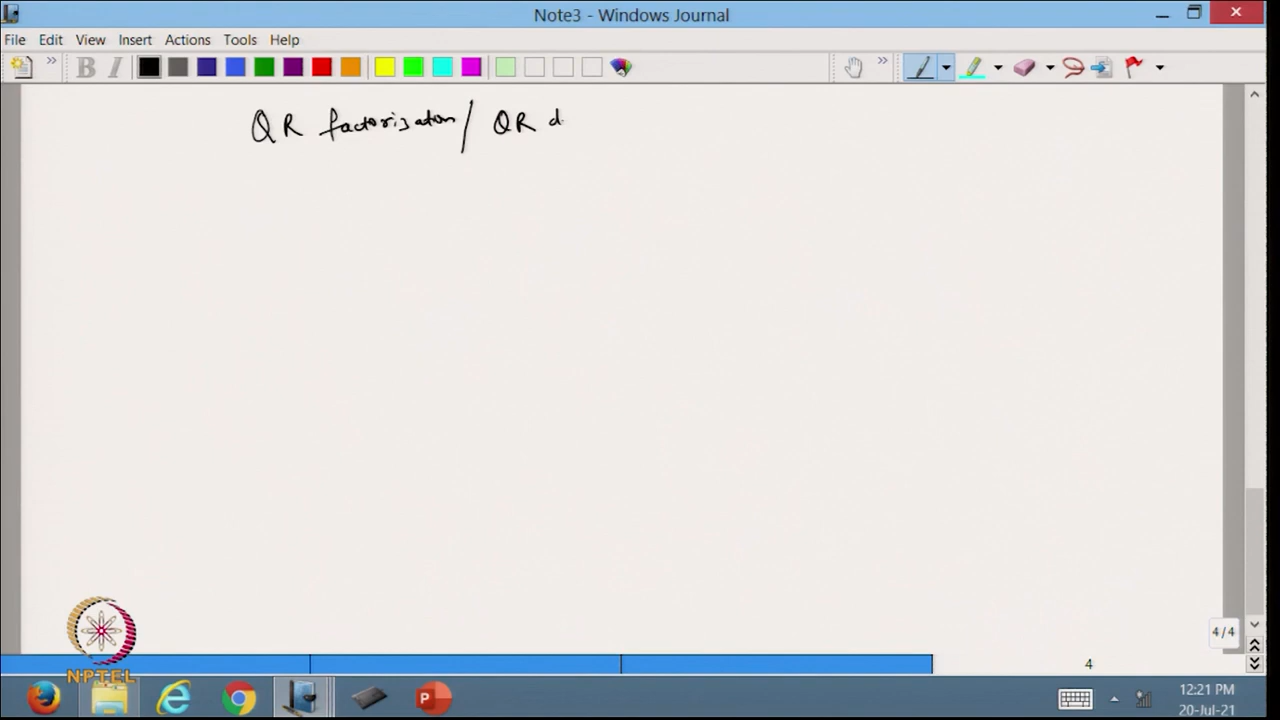 Note3 - Windows Journal
File Edit View Insert Actions Tools Help
B I
QR factorization / QR d
4/4
4
NPTEL
12:21 PM
20-Jul-21